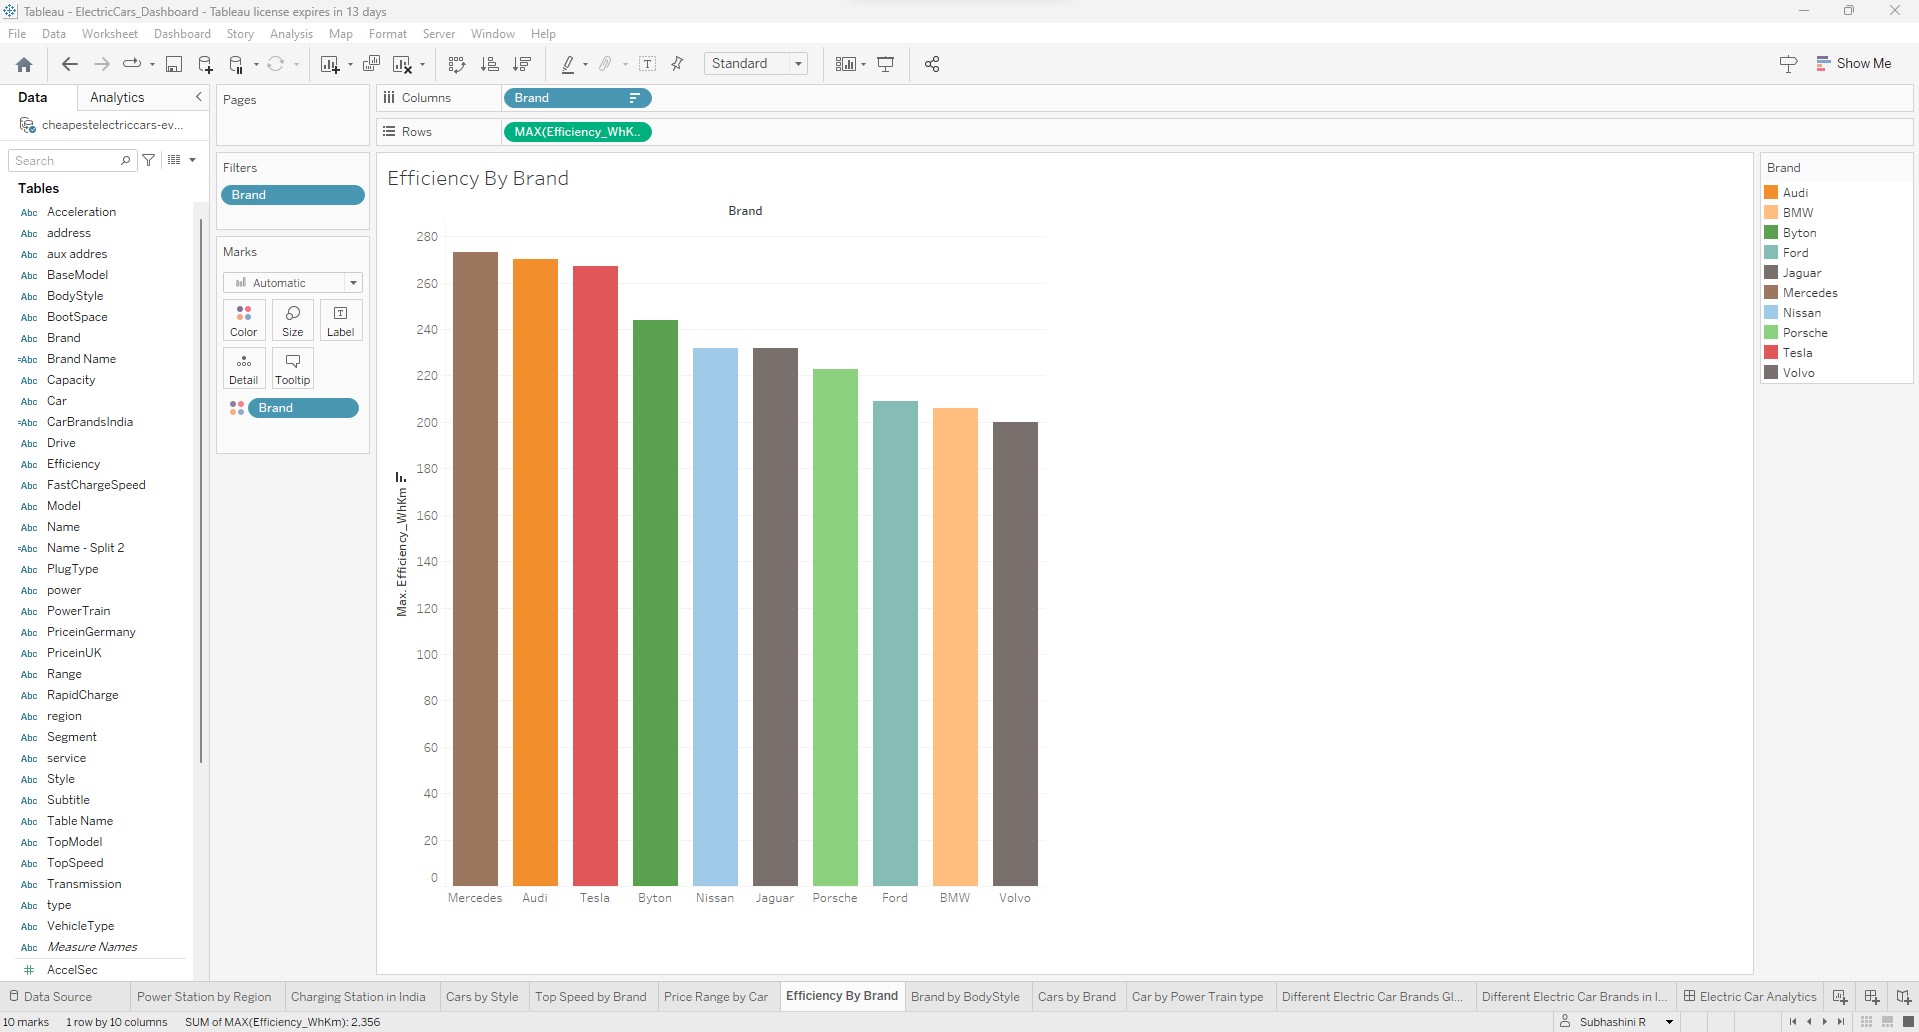 Tableau - ElectricCars_Dashboard - Tableau license expires in 13 days
File Data Worksheet Dashboard Story Analysis Map Format Server Window Help
Standard
Show Me
Data Analytics
cheapestelectriccars-ev...
Search
Tables
Abc Acceleration
Abc address
Abc aux addres
Abc BaseModel
Abc BodyStyle
Abc BootSpace
Abc Brand
=Abc Brand Name
Abc Capacity
Abc Car
=Abc CarBrandsIndia
Abc Drive
Abc Efficiency
Abc FastChargeSpeed
Abc Model
Abc Name
=Abc Name - Split 2
Abc PlugType
Abc power
Abc PowerTrain
Abc PriceinGermany
Abc PriceinUK
Abc Range
Abc RapidCharge
Abc region
Abc Segment
Abc service
Abc Style
Abc Subtitle
Abc Table Name
Abc TopModel
Abc TopSpeed
Abc Transmission
Abc type
Abc VehicleType
Abc Measure Names
# AccelSec
Pages
Filters
Brand
Marks
Automatic
Color Size Label
Detail Tooltip
Brand
Columns Brand
Rows MAX(Efficiency_WhK..
Efficiency By Brand
Brand
280
260
240
220
200
180
160
140
120
100
80
60
40
20
0
Max. Efficiency_WhKm
Mercedes Audi Tesla Byton Nissan Jaguar Porsche Ford BMW Volvo
Brand
Audi
BMW
Byton
Ford
Jaguar
Mercedes
Nissan
Porsche
Tesla
Volvo
Data Source Power Station by Region Charging Station in India Cars by Style Top Speed by Brand Price Range by Car Efficiency By Brand Brand by BodyStyle Cars by Brand Car by Power Train type Different Electric Car Brands Gl... Different Electric Car Brands in I... Electric Car Analytics
10 marks 1 row by 10 columns SUM of MAX(Efficiency_WhKm): 2,356 Subhashini R